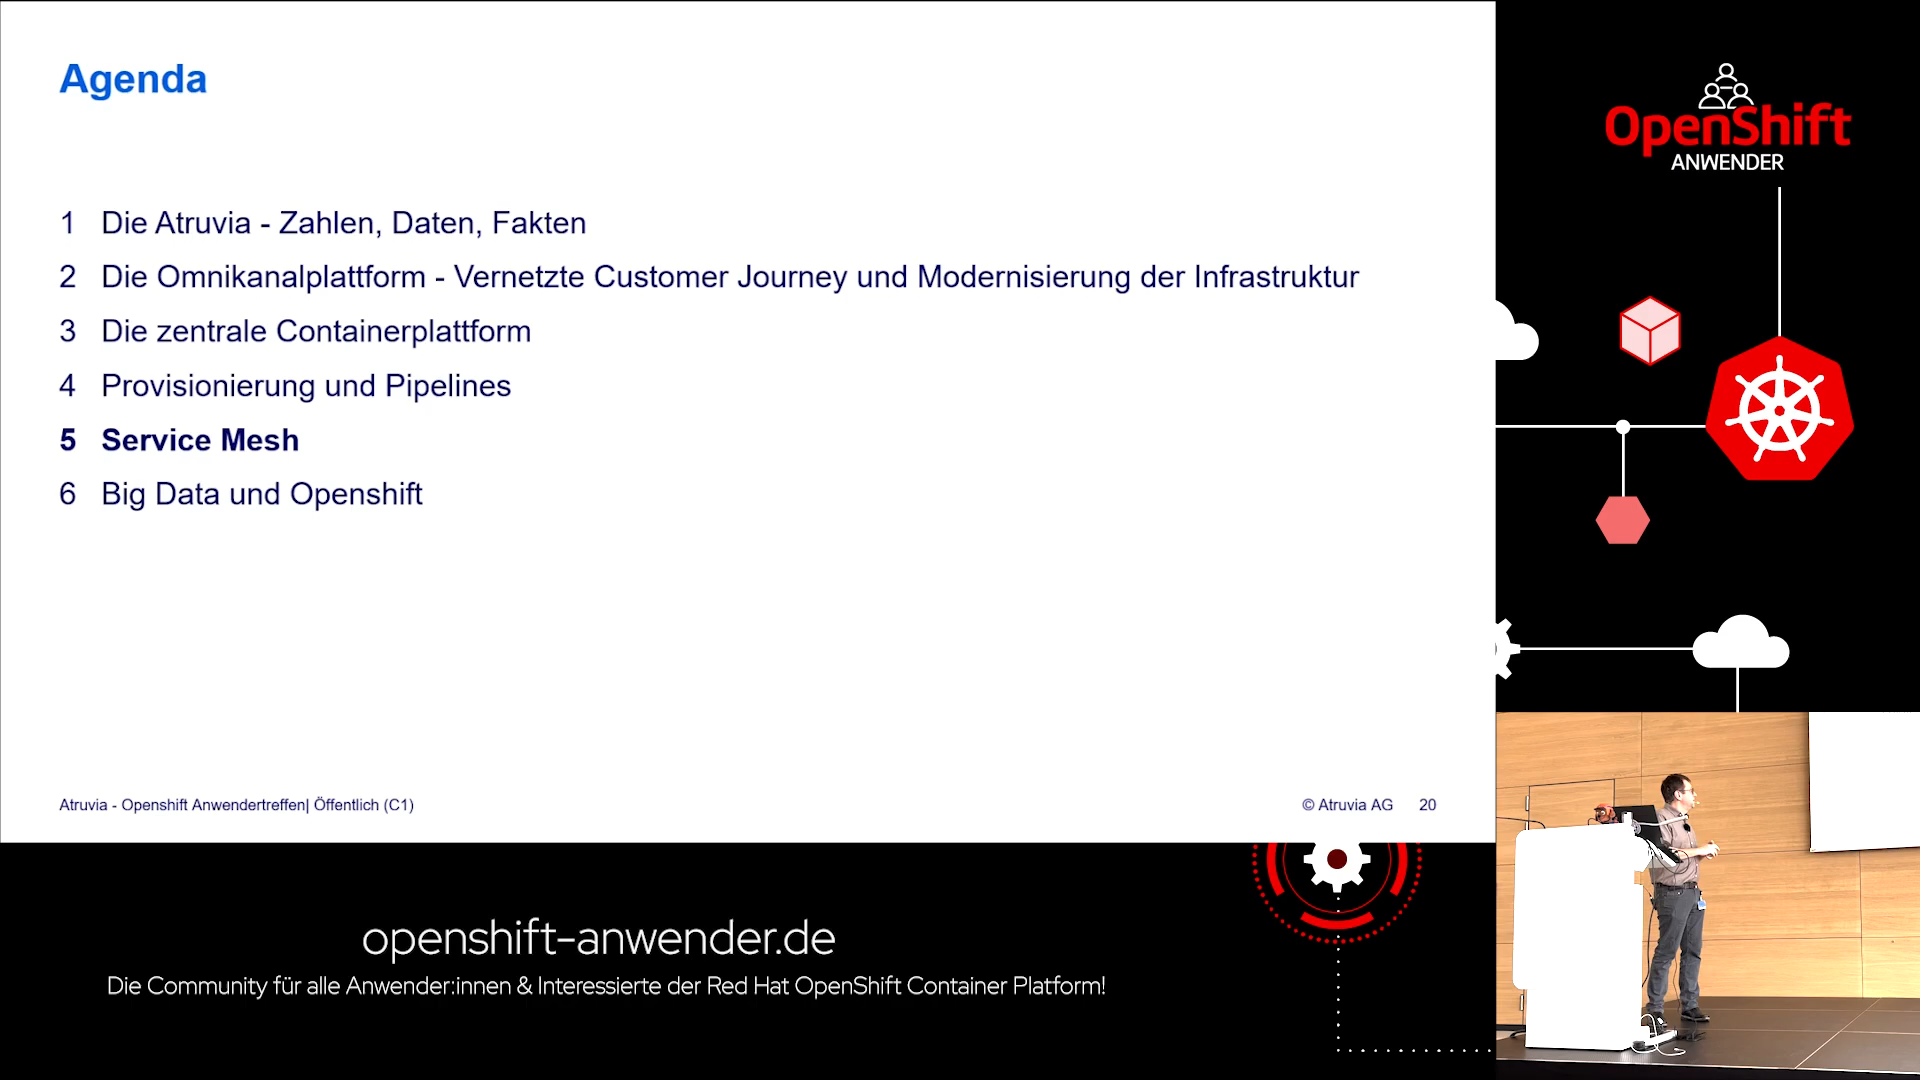 Agenda
1 Die Atruvia - Zahlen, Daten, Fakten
2 Die Omnikanalplattform - Vernetzte Customer Journey und Modernisierung der Infrastruktur
3 Die zentrale Containerplattform
4 Provisionierung und Pipelines
5 Service Mesh
6 Big Data und Openshift
Atruvia - Openshift Anwendertreffen| Öffentlich (C1)
© Atruvia AG 20
OpenShift
ANWENDER
openshift-anwender.de
Die Community für alle Anwender:innen & Interessierte der Red Hat OpenShift Container Platform!